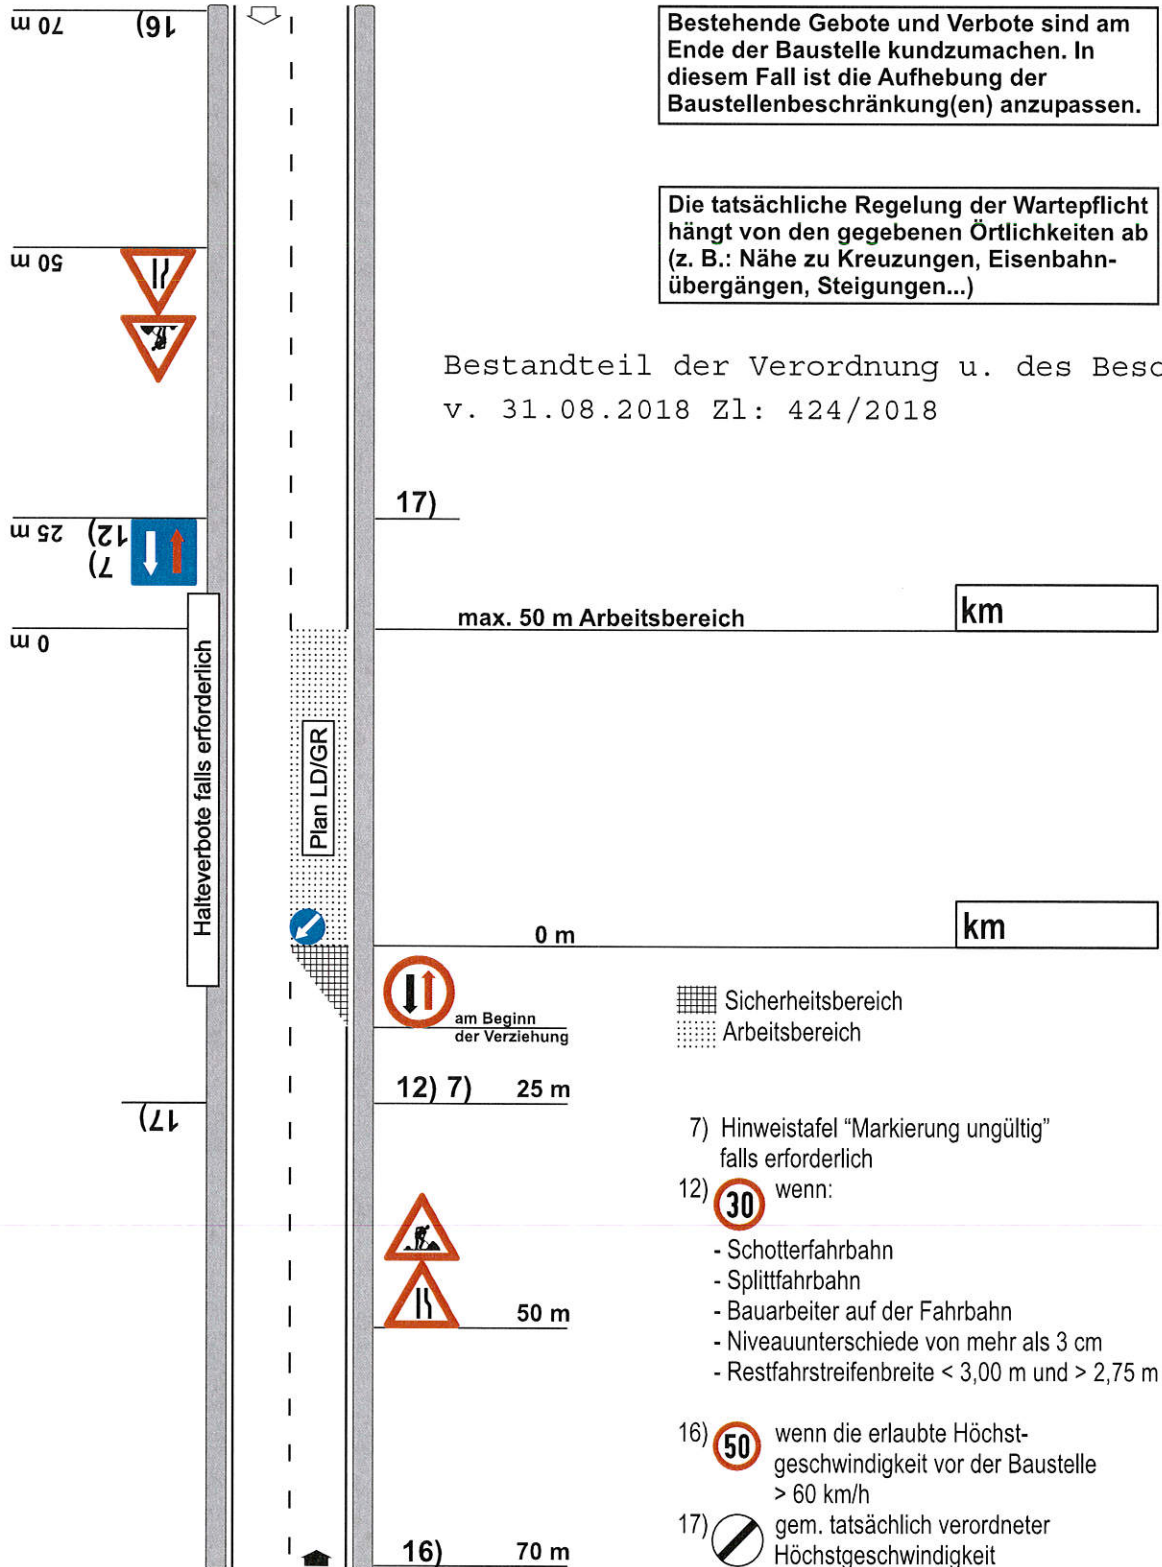 70 m
16)
Bestehende Gebote und Verbote sind am
Ende der Baustelle kundzumachen. In
diesem Fall ist die Aufhebung der
Baustellenbeschränkung(en) anzupassen.
Die tatsächliche Regelung der Wartepflicht
hängt von den gegebenen Örtlichkeiten ab
(z. B.: Nähe zu Kreuzungen, Eisenbahn-
übergängen, Steigungen...)
50 m
Bestandteil der Verordnung u. des Besc
v. 31.08.2018 Zl: 424/2018
17)
25 m
12)
7)
max. 50 m Arbeitsbereich
km
0 m
Halteverbote falls erforderlich
Plan LD/GR
0 m
km
am Beginn
der Verziehung
Sicherheitsbereich
Arbeitsbereich
12) 7) 25 m
17)
7) Hinweistafel “Markierung ungültig”
falls erforderlich
12) 30 wenn:
- Schotterfahrbahn
- Splittfahrbahn
- Bauarbeiter auf der Fahrbahn
- Niveauunterschiede von mehr als 3 cm
- Restfahrstreifenbreite < 3,00 m und > 2,75 m
50 m
16) 50 wenn die erlaubte Höchst-
geschwindigkeit vor der Baustelle
> 60 km/h
17) gem. tatsächlich verordneter
Höchstgeschwindigkeit
16) 70 m